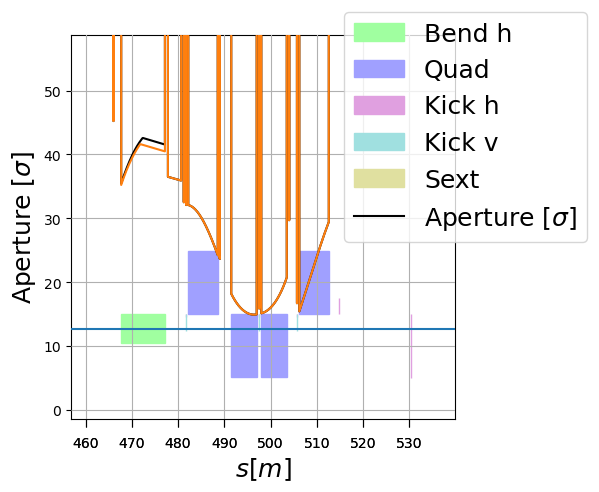 Bend h
Quad
Kick h
Kick v
Sext
Aperture [σ]
Aperture [σ]
50
40
30
20
10
0
460 470 480 490 500 510 520 530
s[m]